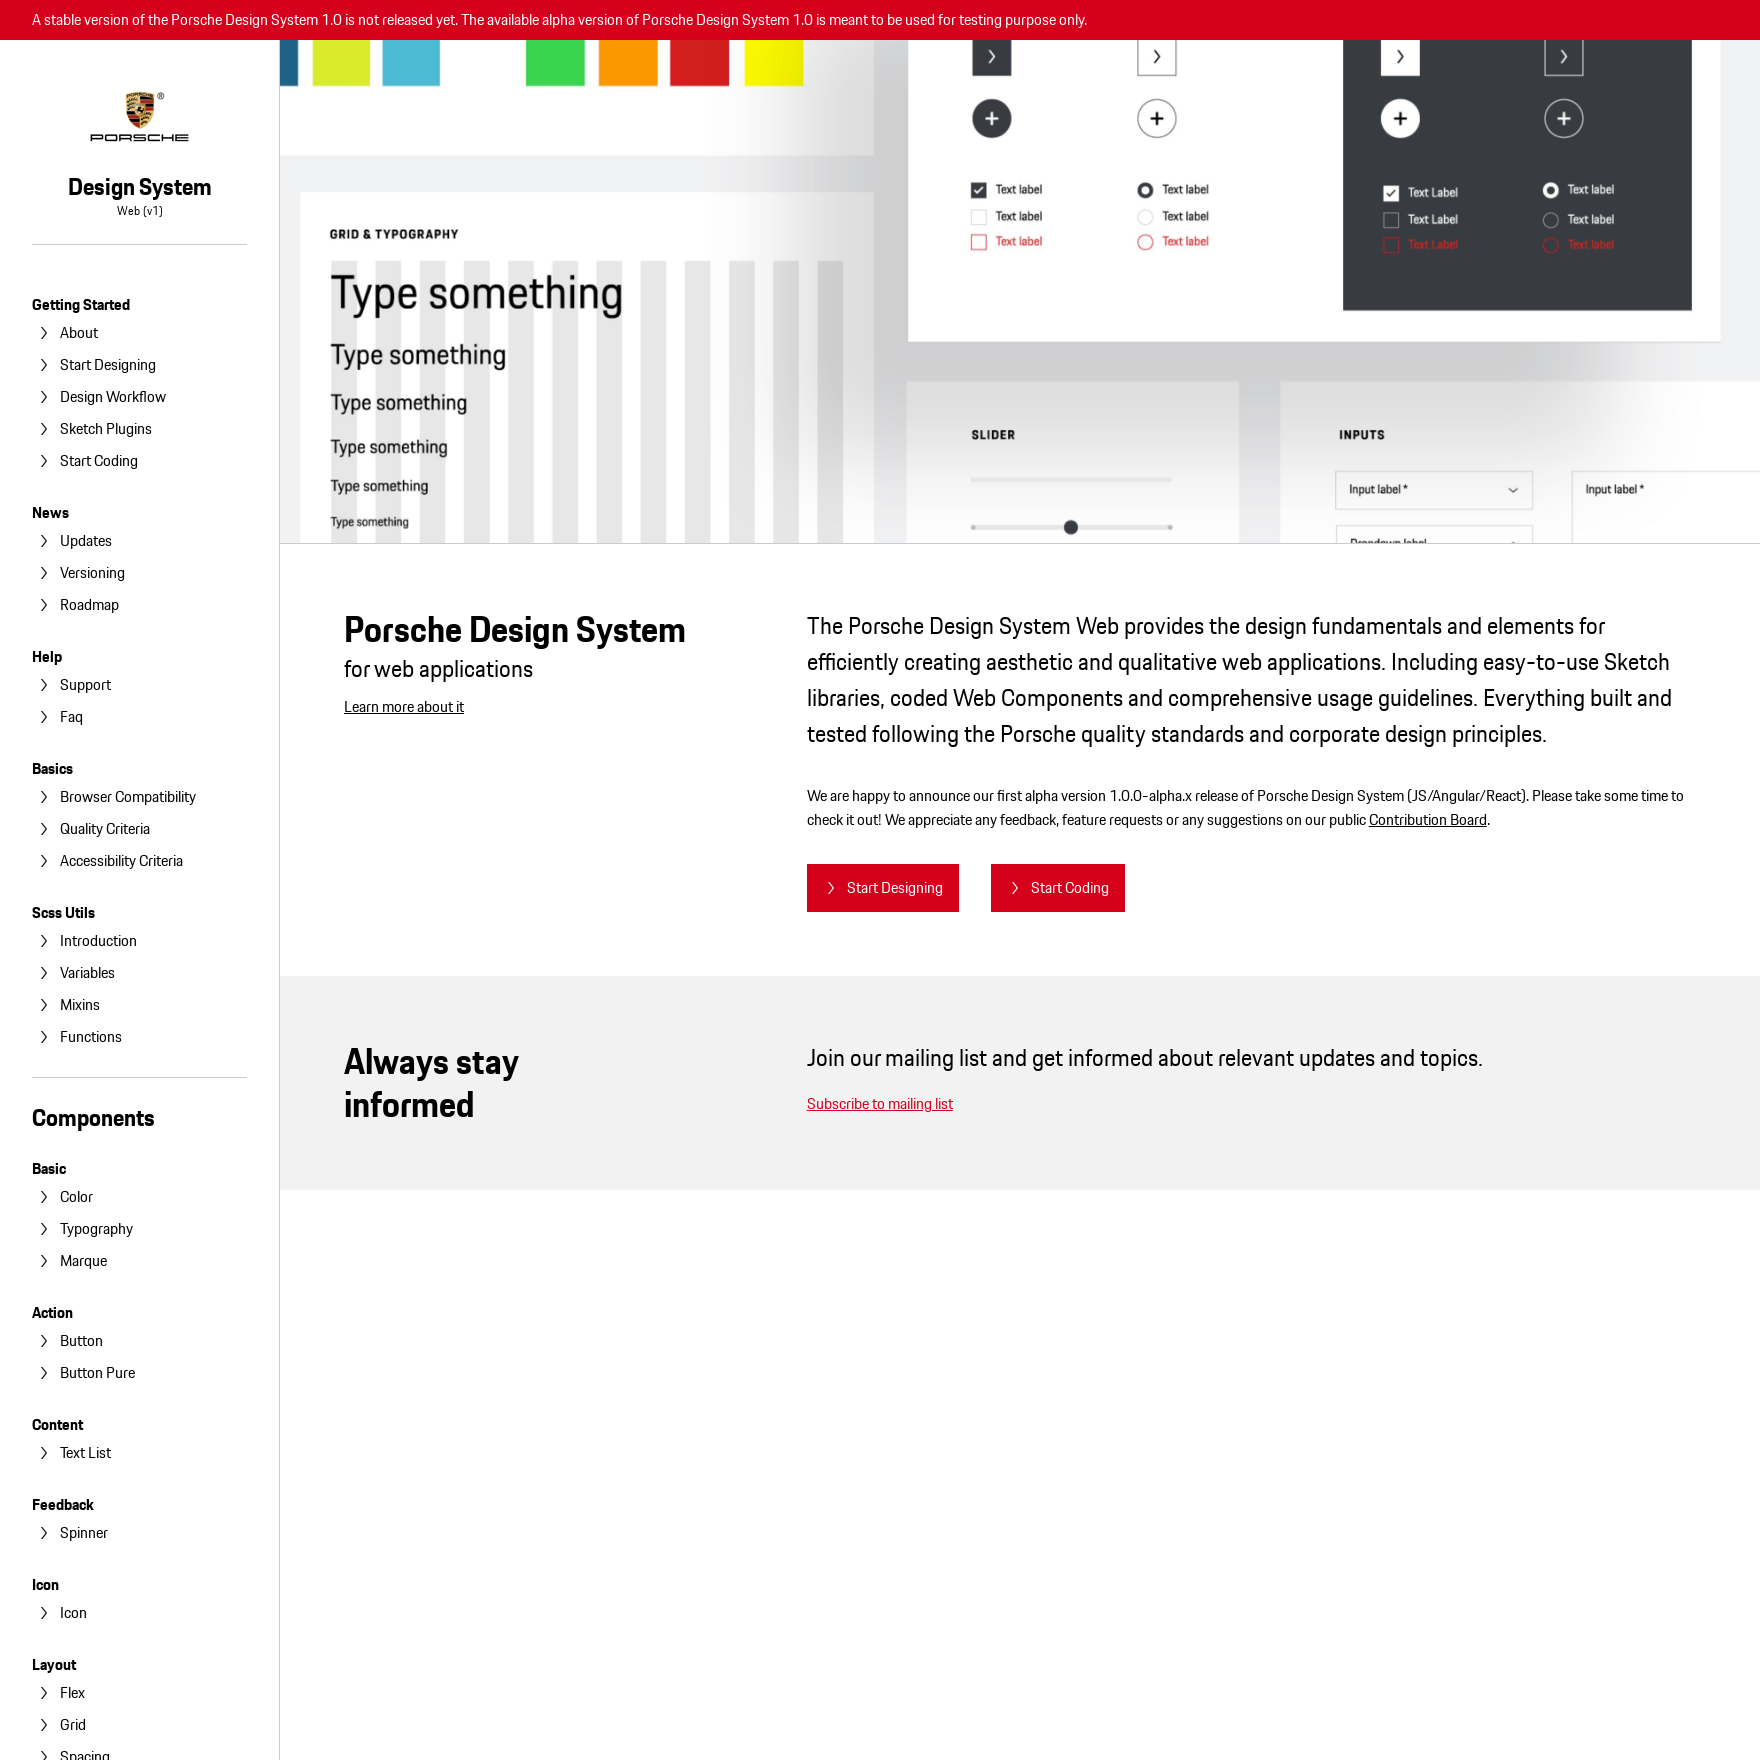 A stable version of the Porsche Design System 1.0 is not released yet. The available alpha version of Porsche Design System 1.0 is meant to be used for testing purpose only.
®
PORSCHE
Design System
Web (v1)
Getting Started
About
Start Designing
Design Workflow
Sketch Plugins
Start Coding
News
Updates
Versioning
Roadmap
Help
Support
Faq
Basics
Browser Compatibility
Quality Criteria
Accessibility Criteria
Scss Utils
Introduction
Variables
Mixins
Functions
Components
Basic
Color
Typography
Marque
Action
Button
Button Pure
Content
Text List
Feedback
Spinner
Icon
Icon
Layout
Flex
Grid
Spacing
GRID & TYPOGRAPHY
Type something
Type something
Type something
Type something
Type something
Type something
Text label
Text label
Text label
Text label
Text label
Text label
Text Label
Text Label
Text Label
Text label
Text label
Text label
SLIDER
INPUTS
Input label *
Input label *
Dropdown label
Porsche Design System
for web applications
Learn more about it
The Porsche Design System Web provides the design fundamentals and elements for
efficiently creating aesthetic and qualitative web applications. Including easy-to-use Sketch
libraries, coded Web Components and comprehensive usage guidelines. Everything built and
tested following the Porsche quality standards and corporate design principles.
We are happy to announce our first alpha version 1.0.0-alpha.x release of Porsche Design System (JS/Angular/React). Please take some time to
check it out! We appreciate any feedback, feature requests or any suggestions on our public Contribution Board.
Start Designing
Start Coding
Always stay
informed
Join our mailing list and get informed about relevant updates and topics.
Subscribe to mailing list